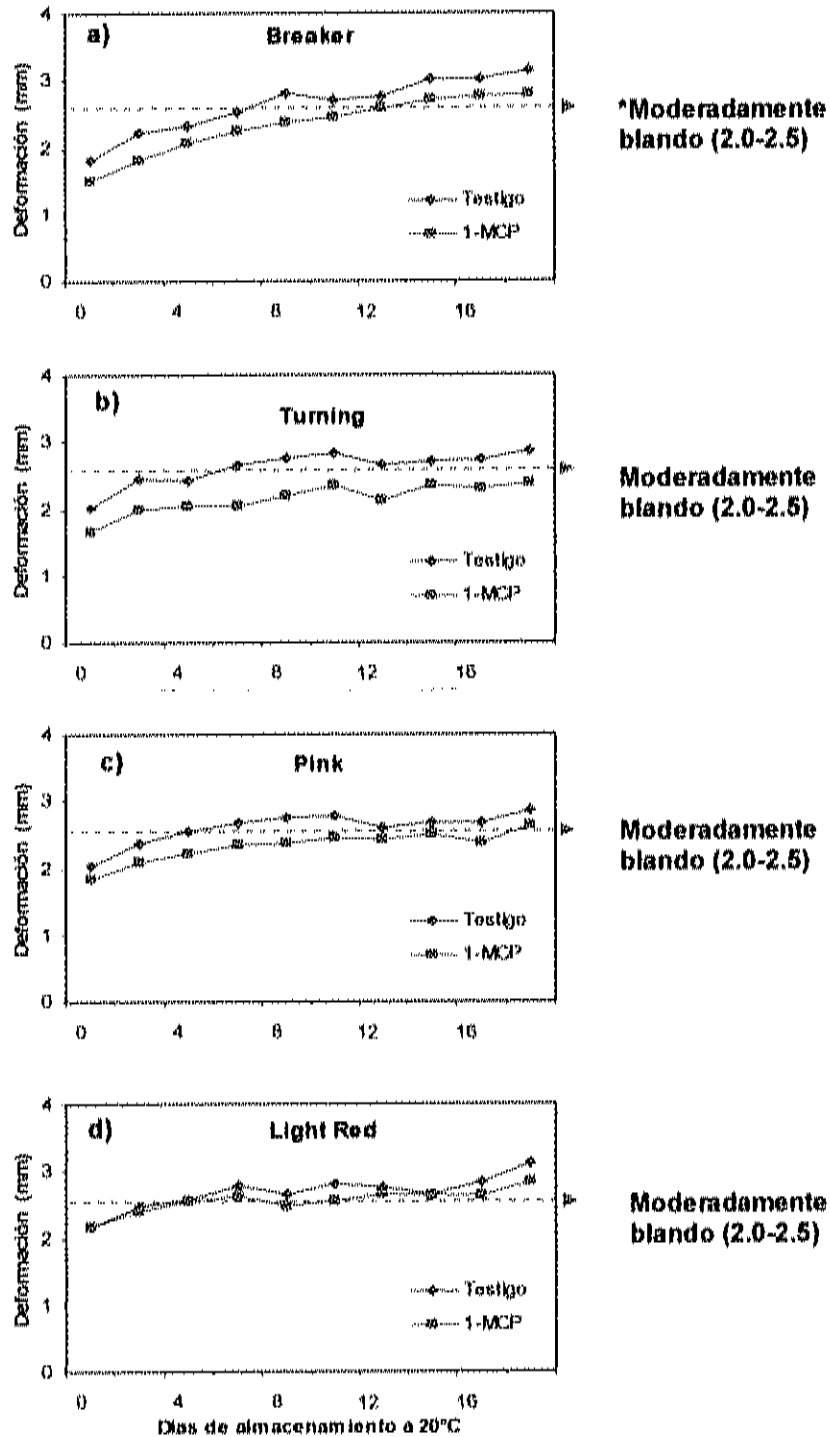 a) Breaker
Deformación (mm)
4
3
2
1
0
Testigo
1-MCP
0 4 8 12 16
*Moderadamente
blando (2.0-2.5)
b) Turning
Deformación (mm)
4
3
2
1
0
Testigo
1-MCP
0 4 8 12 16
Moderadamente
blando (2.0-2.5)
c) Pink
Deformación (mm)
4
3
2
1
0
Testigo
1-MCP
0 4 8 12 16
Moderadamente
blando (2.0-2.5)
d) Light Red
Deformación (mm)
4
3
2
1
0
Testigo
1-MCP
0 4 8 12 16
Días de almacenamiento a 20°C
Moderadamente
blando (2.0-2.5)